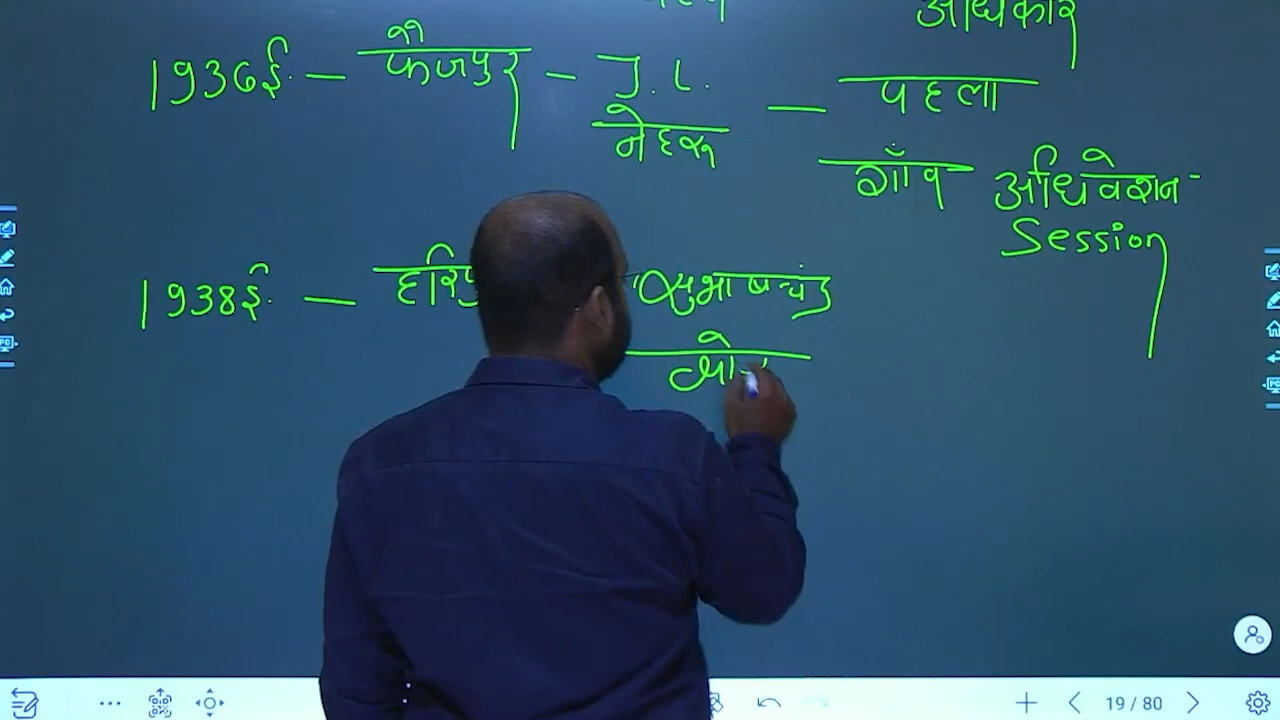 अधिकार
1936ई. — फैजपुर — J. L. — पहला
नेहरू
गाँव अधिवेशन
Session
1938ई. — सुभाषचंद्र
19 / 80